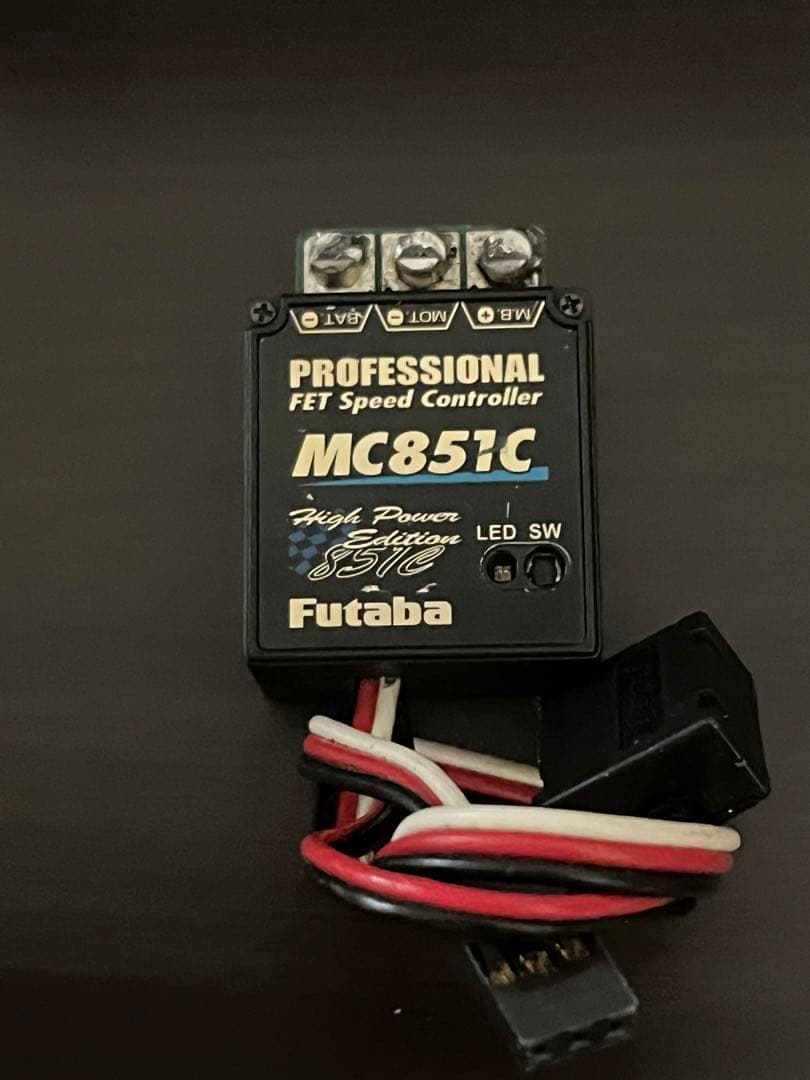 BAT. −
MOT. −
M.B. +
PROFESSIONAL
FET Speed Controller
MC851C
High Power
Edition
851C
LED SW
Futaba